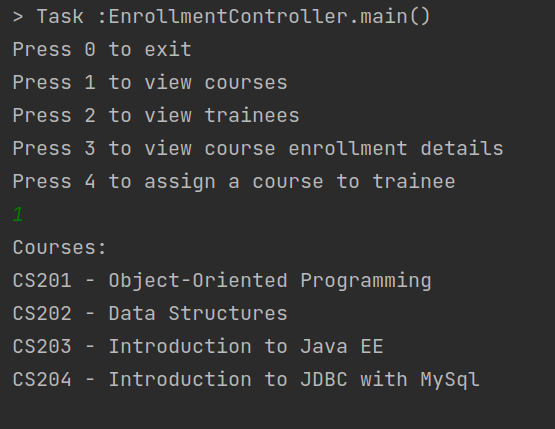 > Task :EnrollmentController.main()
Press 0 to exit
Press 1 to view courses
Press 2 to view trainees
Press 3 to view course enrollment details
Press 4 to assign a course to trainee
1
Courses:
CS201 - Object-Oriented Programming
CS202 - Data Structures
CS203 - Introduction to Java EE
CS204 - Introduction to JDBC with MySql